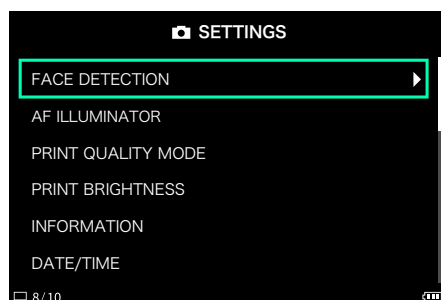 SETTINGS
FACE DETECTION
AF ILLUMINATOR
PRINT QUALITY MODE
PRINT BRIGHTNESS
INFORMATION
DATE/TIME
8/10